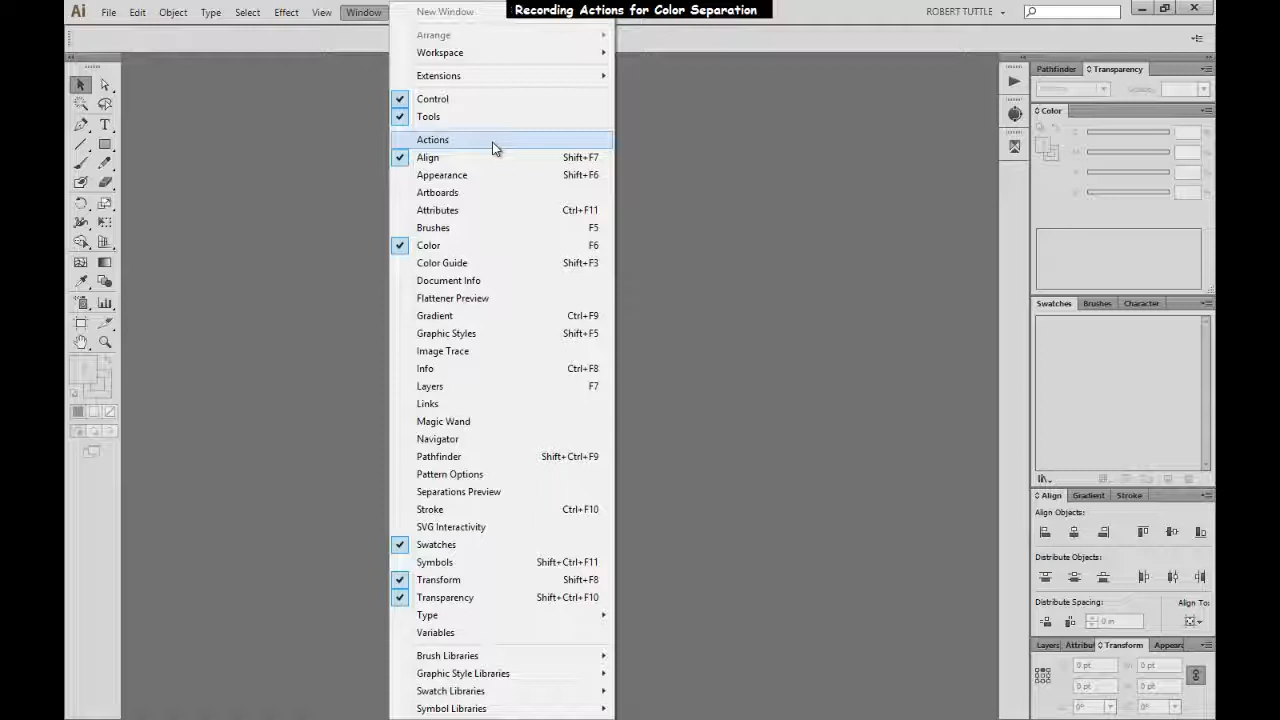 Recording Actions for Color Separation
Ai File Edit Object Type Select Effect View Window
ROBERT TUTTLE
New Window
Arrange
Workspace
Extensions
Control
Tools
Actions
Align Shift+F7
Appearance Shift+F6
Artboards
Attributes Ctrl+F11
Brushes F5
Color F6
Color Guide Shift+F3
Document Info
Flattener Preview
Gradient Ctrl+F9
Graphic Styles Shift+F5
Image Trace
Info Ctrl+F8
Layers F7
Links
Magic Wand
Navigator
Pathfinder Shift+Ctrl+F9
Pattern Options
Separations Preview
Stroke Ctrl+F10
SVG Interactivity
Swatches
Symbols Shift+Ctrl+F11
Transform Shift+F8
Transparency Shift+Ctrl+F10
Type
Variables
Brush Libraries
Graphic Style Libraries
Swatch Libraries
Symbol Libraries
Pathfinder Transparency
Color
Swatches Brushes Character
Align Gradient Stroke
Align Objects:
Distribute Objects:
Distribute Spacing: Align To:
0 in
Layers Attribu Transform Appear
0 pt 0 pt
0 pt 0 pt
0° 0°